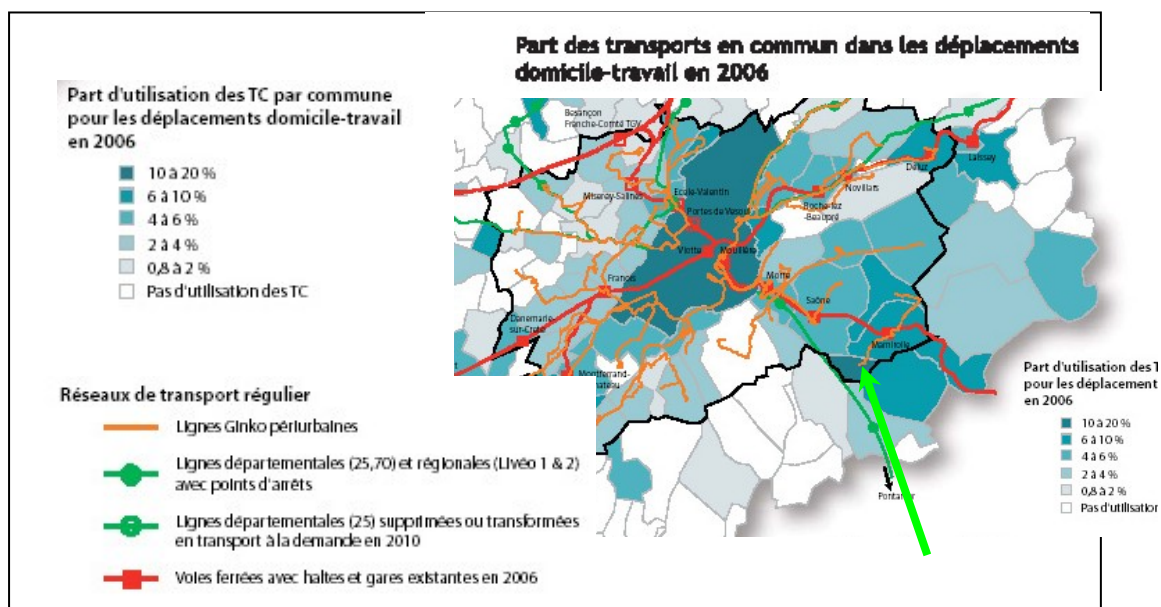 Part des transports en commun dans les déplacements
domicile-travail en 2006
Part d'utilisation des TC par commune
pour les déplacements domicile-travail
en 2006
10 à 20 %
6 à 10 %
4 à 6 %
2 à 4 %
0,8 à 2 %
Pas d'utilisation des TC
Réseaux de transport régulier
Lignes Ginko périurbaines
Lignes départementales (25,70) et régionales (Livéo 1 & 2)
avec points d'arrêts
Lignes départementales (25) supprimées ou transformées
en transport à la demande en 2010
Voies ferrées avec haltes et gares existantes en 2006
Besançon
Franche-Comté TGV
Miserey-Salines
Ecole-Valentin
Portes de Vesoul
Viotte
Mouillère
Roche-lez
-Beaupré
Novillars
Deluz
Laissey
Morre
Saône
Mamirolle
Franois
Dannemarie
-sur-Crète
Montferrand-
Pontarlier
Part d'utilisation des T
pour les déplacement
en 2006
10 à 20 %
6 à 10 %
4 à 6 %
2 à 4 %
0,8 à 2 %
Pas d'utilisation